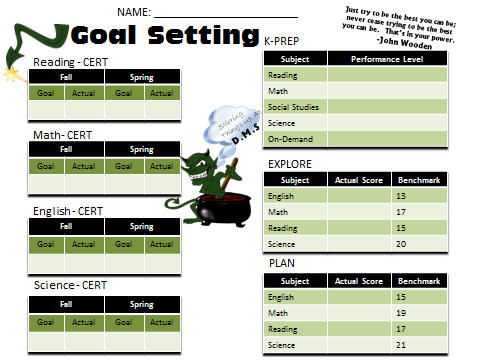 NAME: ______________________
Goal Setting
Just try to be the best you can be;
never cease trying to be the best
you can be. That's in your power.
-John Wooden
Reading - CERT
Fall Spring
Goal Actual Goal Actual
Math- CERT
Fall Spring
Goal Actual Goal Actual
English - CERT
Fall Spring
Goal Actual Goal Actual
Science - CERT
Fall Spring
Goal Actual Goal Actual
Stirring
Things up At
D.M.S
K-PREP
Subject Performance Level
Reading
Math
Social Studies
Science
On-Demand
EXPLORE
Subject Actual Score Benchmark
English 13
Math 17
Reading 15
Science 20
PLAN
Subject Actual Score Benchmark
English 15
Math 19
Reading 17
Science 21